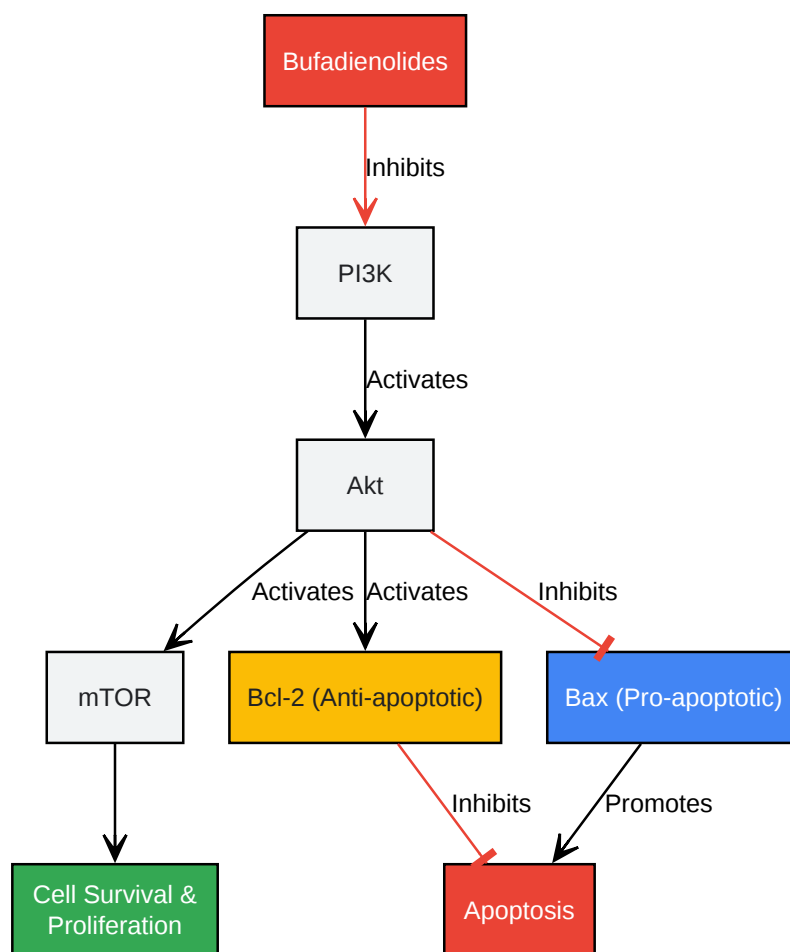 Bufadienolides
Inhibits
PI3K
Activates
Akt
Activates
Activates
Inhibits
mTOR
Bcl-2 (Anti-apoptotic)
Bax (Pro-apoptotic)
Inhibits
Promotes
Cell Survival &
Proliferation
Apoptosis